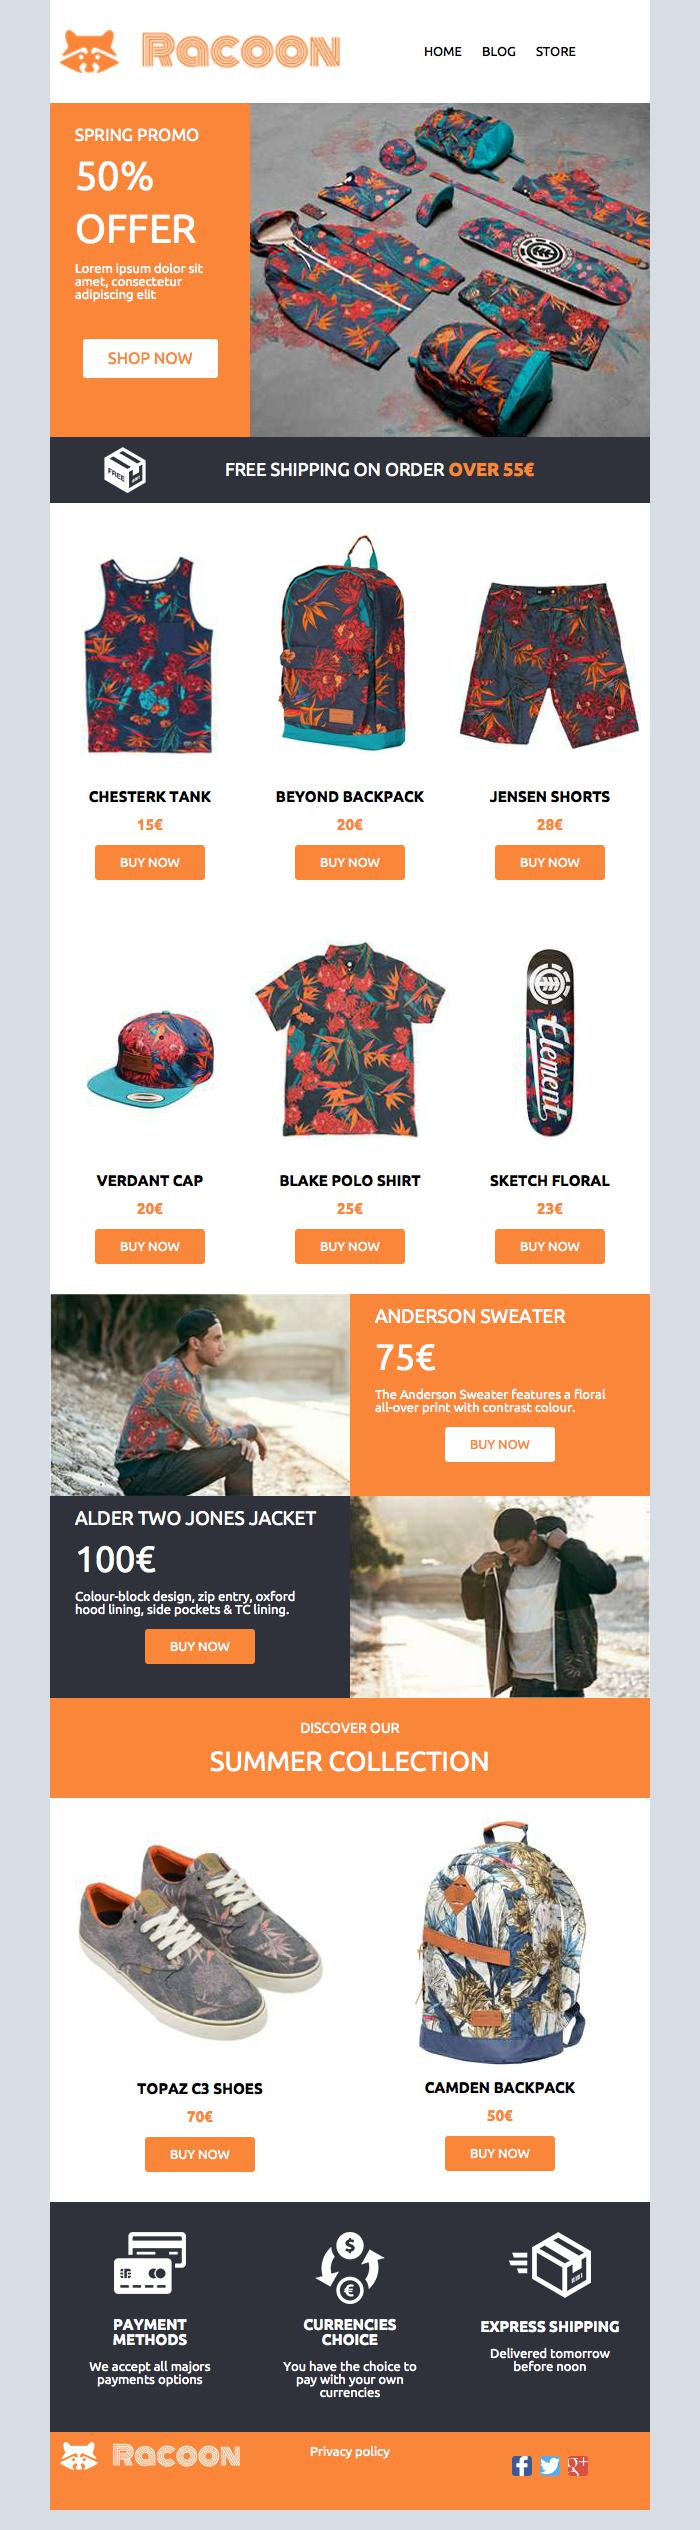 Racoon
HOME BLOG STORE
SPRING PROMO
50%
OFFER
Lorem ipsum dolor sit
amet, consectetur
adipiscing elit
SHOP NOW
FREE
FREE SHIPPING ON ORDER OVER 55€
CHESTERK TANK
15€
BUY NOW
BEYOND BACKPACK
20€
BUY NOW
JENSEN SHORTS
28€
BUY NOW
Element
VERDANT CAP
20€
BUY NOW
BLAKE POLO SHIRT
25€
BUY NOW
SKETCH FLORAL
23€
BUY NOW
ANDERSON SWEATER
75€
The Anderson Sweater features a floral
all-over print with contrast colour.
BUY NOW
ALDER TWO JONES JACKET
100€
Colour-block design, zip entry, oxford
hood lining, side pockets & TC lining.
BUY NOW
DISCOVER OUR
SUMMER COLLECTION
TOPAZ C3 SHOES
70€
BUY NOW
CAMDEN BACKPACK
50€
BUY NOW
$
€
PAYMENT
METHODS
We accept all majors
payments options
CURRENCIES
CHOICE
You have the choice to
pay with your own
currencies
EXPRESS SHIPPING
Delivered tomorrow
before noon
Racoon
Privacy policy
f
g+